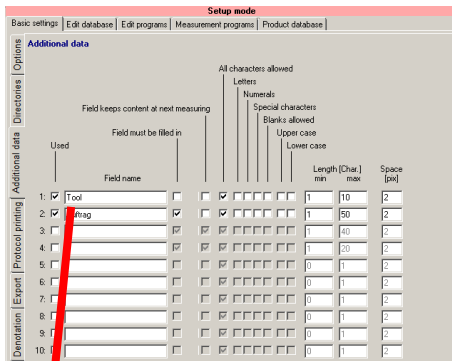 Setup mode
Basic settings
Edit database
Edit programs
Measurement programs
Product database
Options
Directories
Additional data
Protocol printing
Export
Denotation
Additional data
All characters allowed
Letters
Numerals
Special characters
Blanks allowed
Upper case
Lower case
Field keeps content at next measuring
Field must be filled in
Used
Field name
Length [Char.]
min max
Space
[pix]
1: Tool 1 10 2
2: uftrag 1 50 2
3: 1 40 2
4: 1 20 2
5: 0 1 2
6: 0 1 2
7: 0 1 2
8: 0 1 2
9: 0 1 2
10: 0 1 2